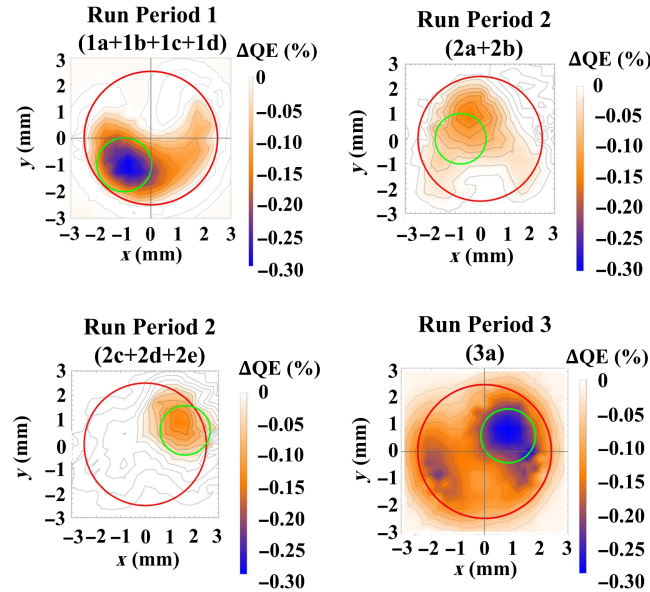 Run Period 1
(1a+1b+1c+1d)
ΔQE (%)
3
2
1
0
−1
−2
−3
y (mm)
−3 −2 −1 0 1 2 3
x (mm)
0
−0.05
−0.10
−0.15
−0.20
−0.25
−0.30
Run Period 2
(2a+2b)
ΔQE (%)
3
2
1
0
−1
−2
−3
y (mm)
−3 −2 −1 0 1 2 3
x (mm)
0
−0.05
−0.10
−0.15
−0.20
−0.25
−0.30
Run Period 2
(2c+2d+2e)
ΔQE (%)
3
2
1
0
−1
−2
−3
y (mm)
−3 −2 −1 0 1 2 3
x (mm)
0
−0.05
−0.10
−0.15
−0.20
−0.25
−0.30
Run Period 3
(3a)
ΔQE (%)
3
2
1
0
−1
−2
−3
y (mm)
−3 −2 −1 0 1 2 3
x (mm)
0
−0.05
−0.10
−0.15
−0.20
−0.25
−0.30